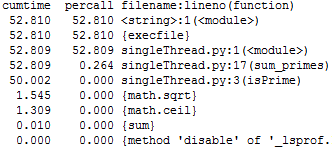 cumtime percall filename:lineno(function)
52.810 52.810 <string>:1(<module>)
52.810 52.810 {execfile}
52.809 52.809 singleThread.py:1(<module>)
52.809 0.264 singleThread.py:17(sum_primes)
50.002 0.000 singleThread.py:3(isPrime)
1.545 0.000 {math.sqrt}
1.309 0.000 {math.ceil}
0.010 0.000 {sum}
0.000 0.000 {method 'disable' of '_lsprof..